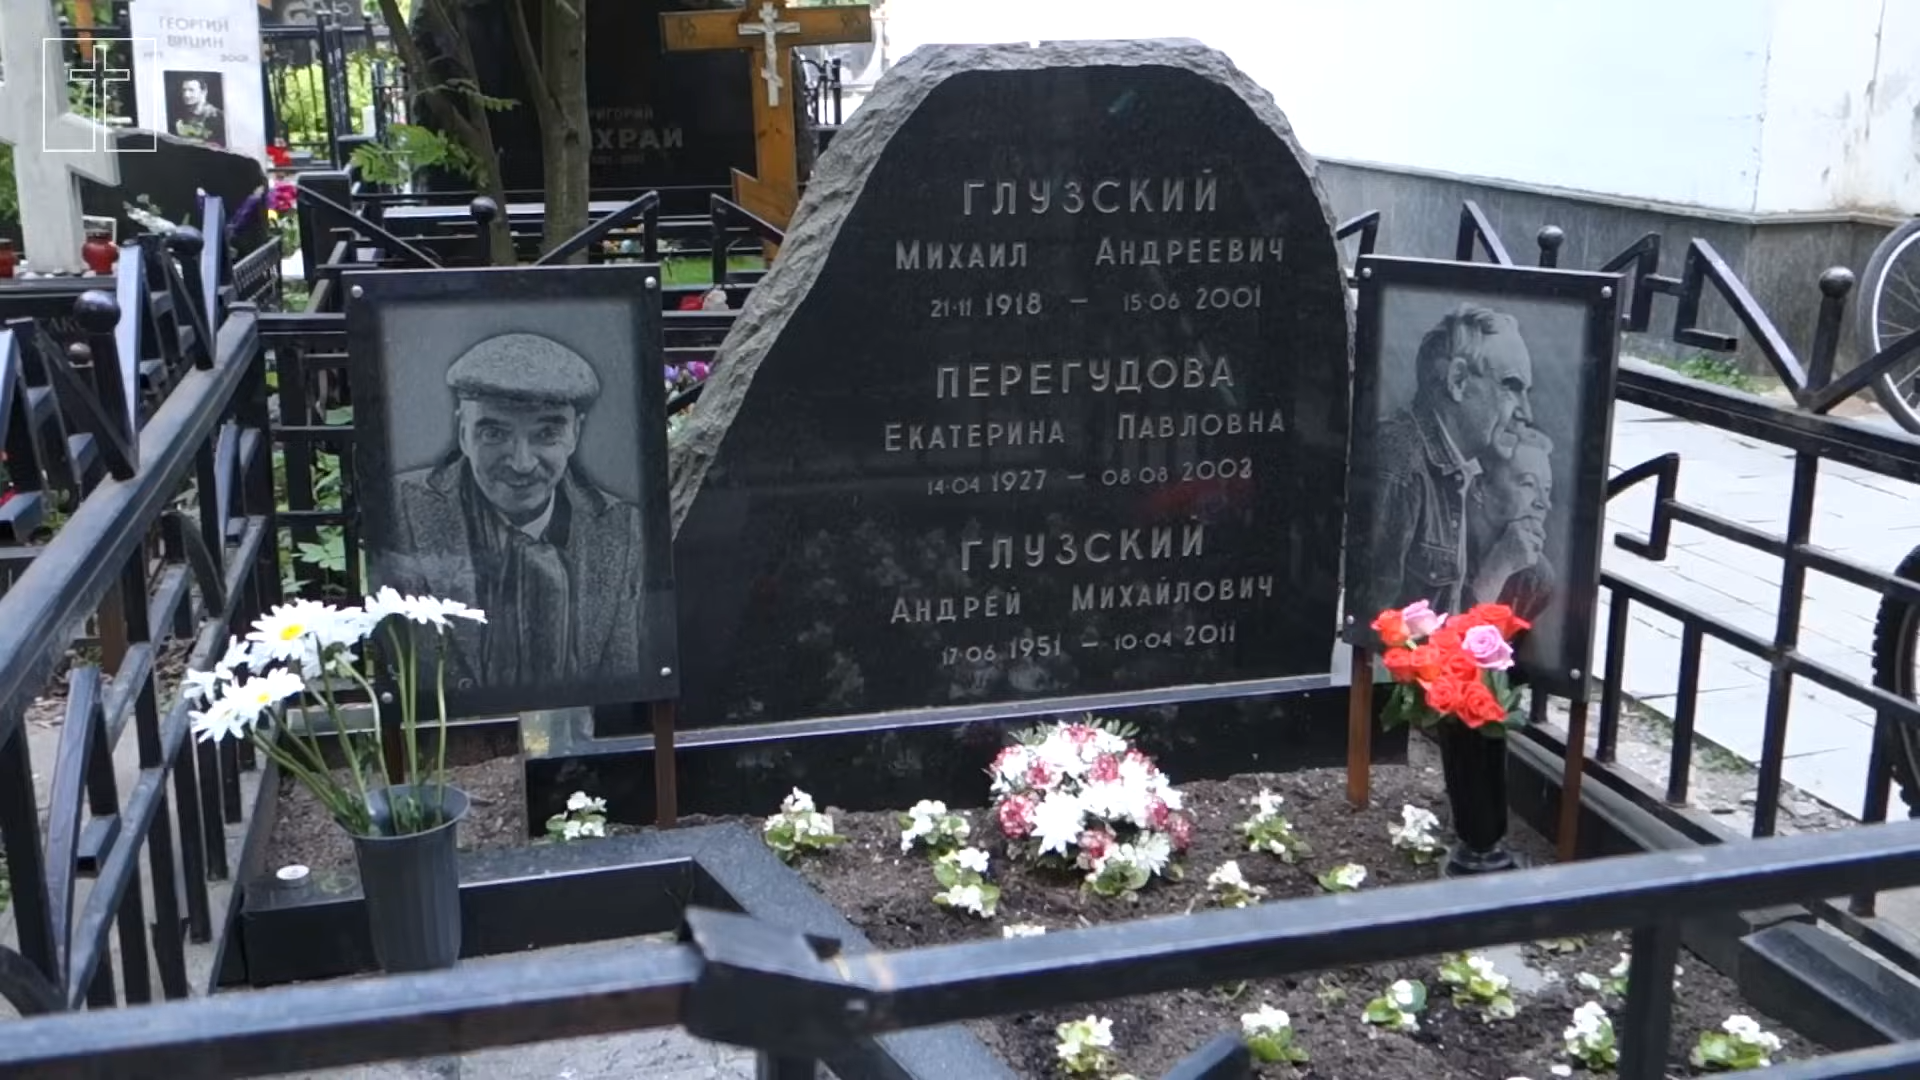 ГЕОРГИЙ
ВИЦИН
ГЛУЗСКИЙ
МИХАИЛ АНДРЕЕВИЧ
21·11 1918 — 15·06 2001
ПЕРЕГУДОВА
ЕКАТЕРИНА ПАВЛОВНА
14·04 1927 — 08·08 2002
ГЛУЗСКИЙ
АНДРЕЙ МИХАЙЛОВИЧ
17·06 1951 — 10·04 2011